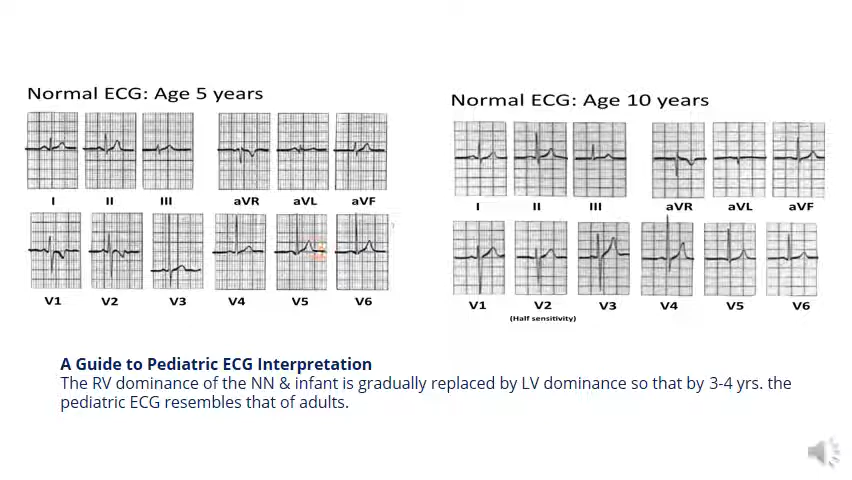 Normal ECG: Age 5 years
I II III aVR aVL aVF
V1 V2 V3 V4 V5 V6
Normal ECG: Age 10 years
I II III aVR aVL aVF
V1 V2 V3 V4 V5 V6
(Half sensitivity)
A Guide to Pediatric ECG Interpretation
The RV dominance of the NN & infant is gradually replaced by LV dominance so that by 3-4 yrs. the
pediatric ECG resembles that of adults.